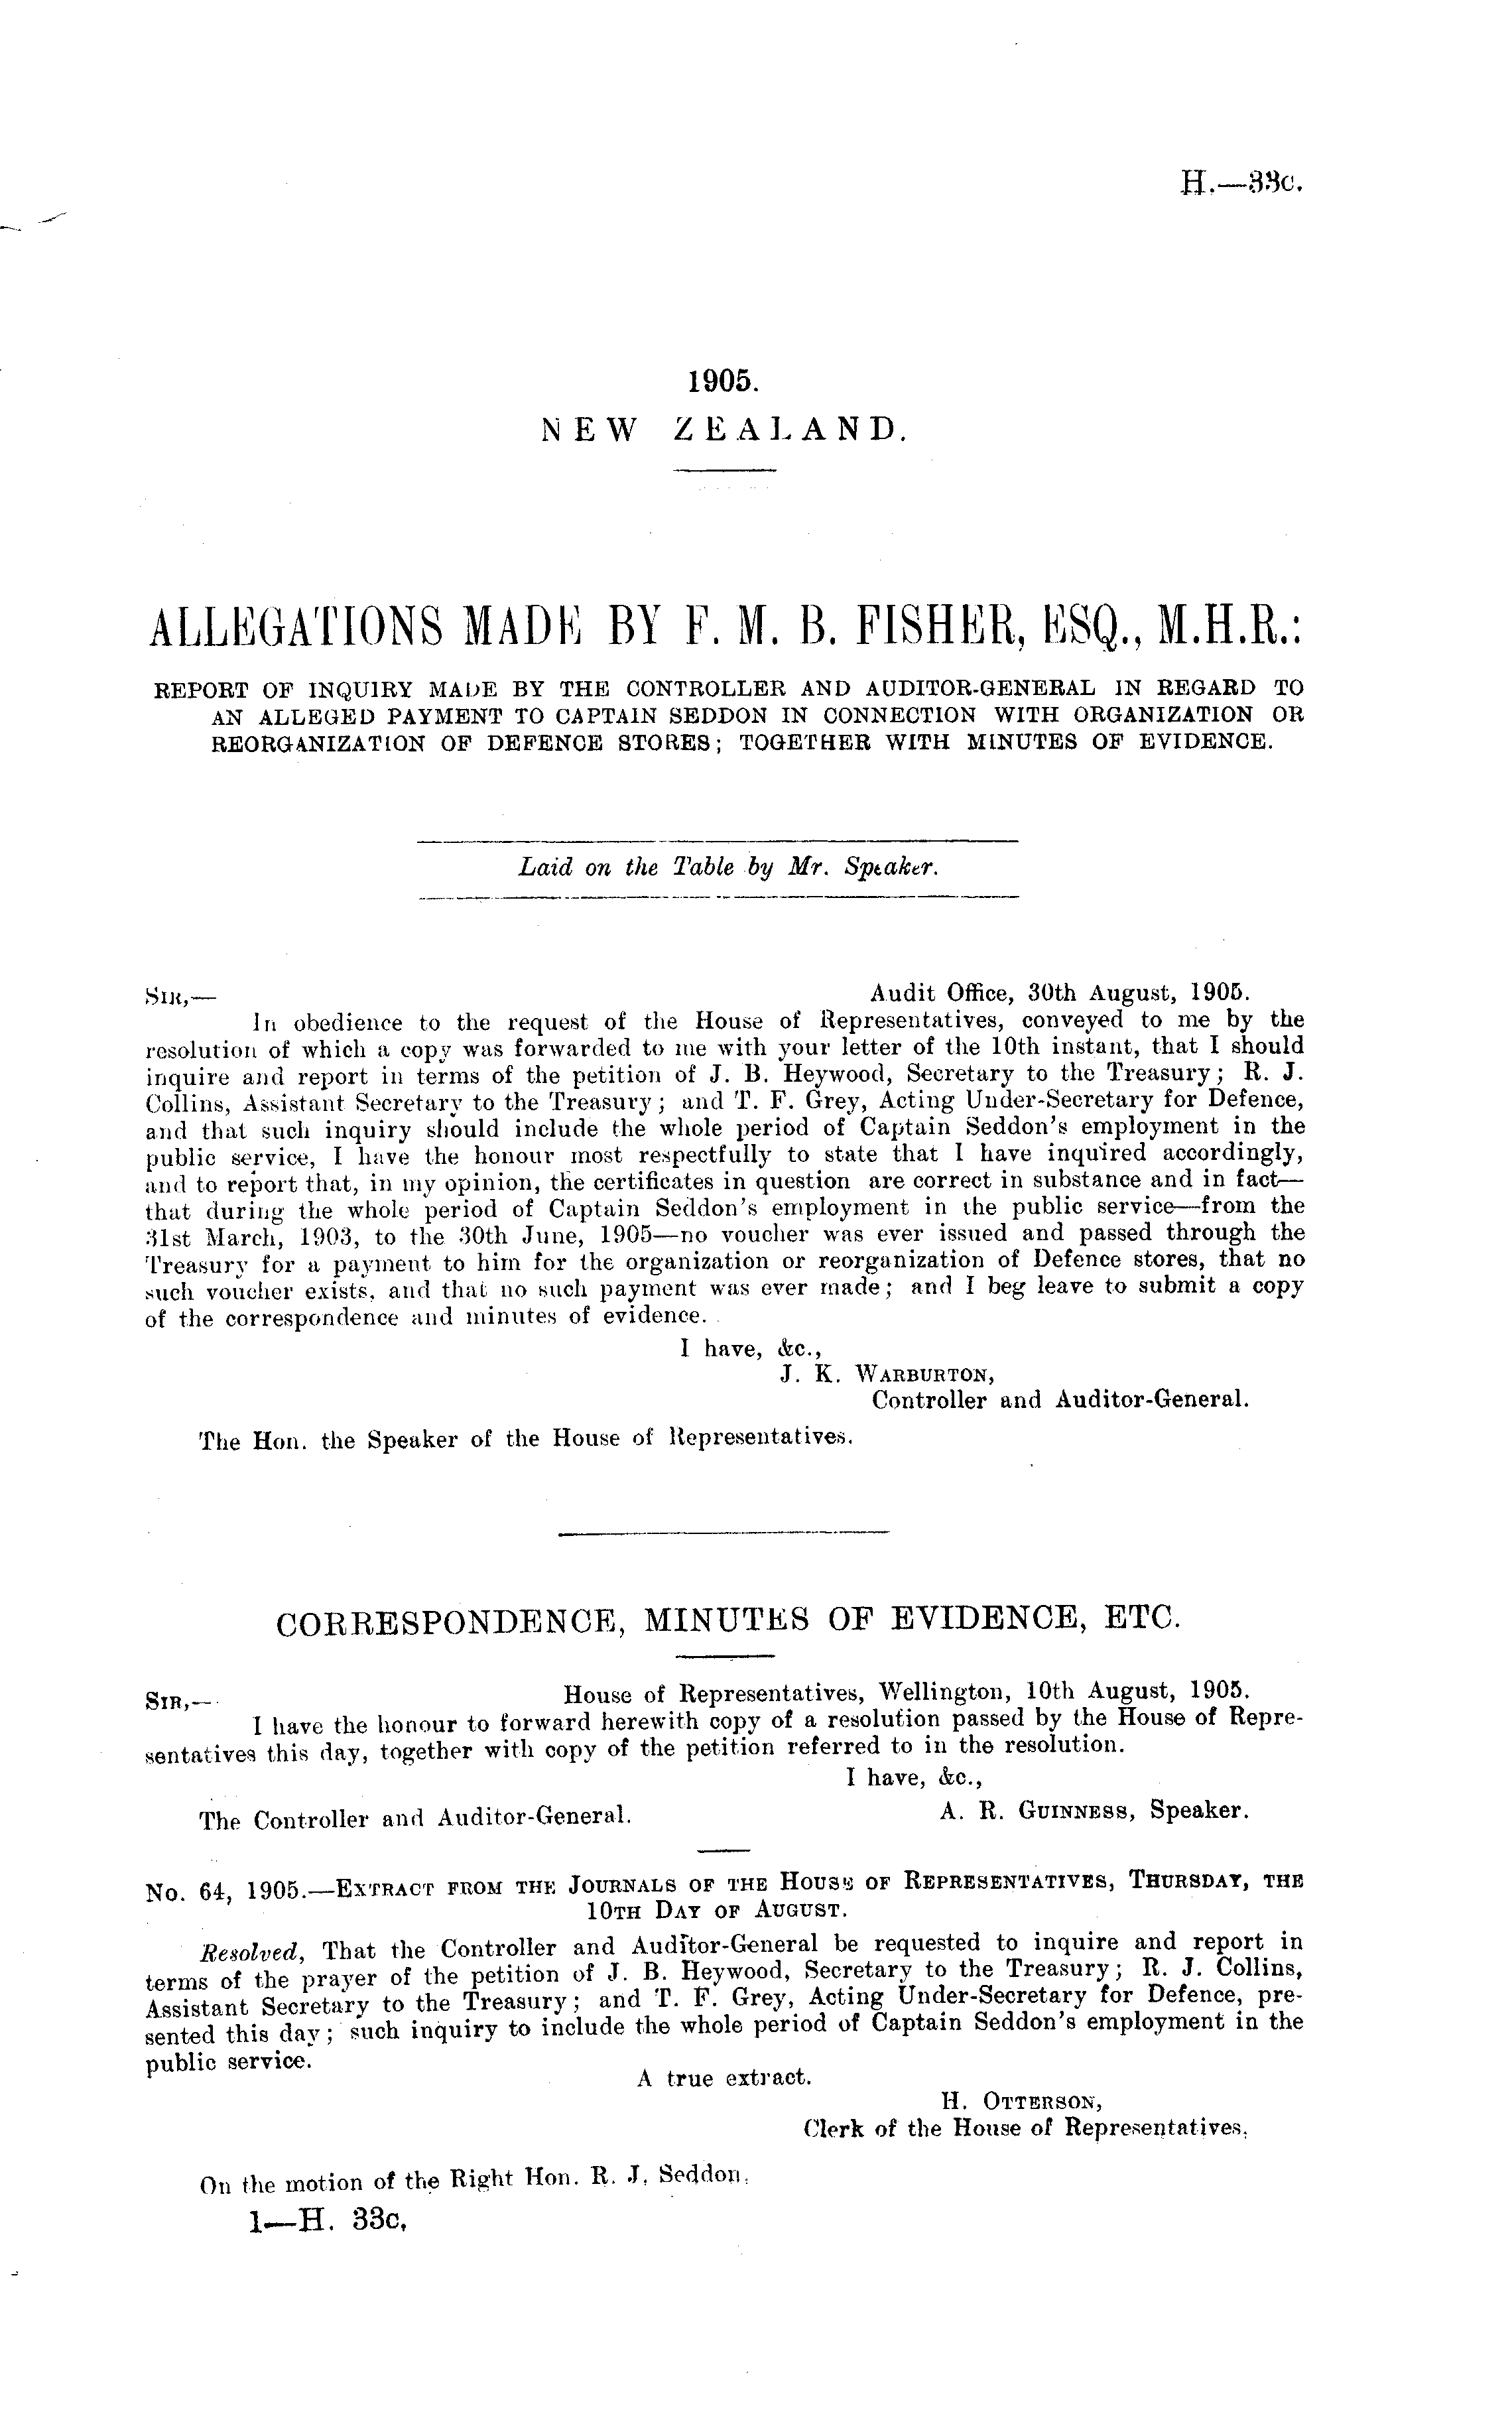 H.—33c.
1905.
NEW ZEALAND.
ALLEGATIONS MADE BY F. M. B. FISHER, ESQ., M.H.R.:
REPORT OF INQUIRY MADE BY THE CONTROLLER AND AUDITOR-GENERAL IN REGARD TO
AN ALLEGED PAYMENT TO CAPTAIN SEDDON IN CONNECTION WITH ORGANIZATION OR
REORGANIZATION OF DEFENCE STORES; TOGETHER WITH MINUTES OF EVIDENCE.
Laid on the Table by Mr. Speaker.
SIR,— Audit Office, 30th August, 1905.
In obedience to the request of the House of Representatives, conveyed to me by the
resolution of which a copy was forwarded to me with your letter of the 10th instant, that I should
inquire and report in terms of the petition of J. B. Heywood, Secretary to the Treasury; R. J.
Collins, Assistant Secretary to the Treasury; and T. F. Grey, Acting Under-Secretary for Defence,
and that such inquiry should include the whole period of Captain Seddon's employment in the
public service, I have the honour most respectfully to state that I have inquired accordingly,
and to report that, in my opinion, the certificates in question are correct in substance and in fact—
that during the whole period of Captain Seddon's employment in the public service—from the
31st March, 1903, to the 30th June, 1905—no voucher was ever issued and passed through the
Treasury for a payment to him for the organization or reorganization of Defence stores, that no
such voucher exists, and that no such payment was ever made; and I beg leave to submit a copy
of the correspondence and minutes of evidence.
I have, &c.,
J. K. WARBURTON,
Controller and Auditor-General.
The Hon. the Speaker of the House of Representatives.
CORRESPONDENCE, MINUTES OF EVIDENCE, ETC.
SIR,— House of Representatives, Wellington, 10th August, 1905.
I have the honour to forward herewith copy of a resolution passed by the House of Repre-
sentatives this day, together with copy of the petition referred to in the resolution.
I have, &c.,
The Controller and Auditor-General. A. R. GUINNESS, Speaker.
No. 64, 1905.—EXTRACT FROM THE JOURNALS OF THE HOUSE OF REPRESENTATIVES, THURSDAY, THE
10TH DAY OF AUGUST.
Resolved, That the Controller and Auditor-General be requested to inquire and report in
terms of the prayer of the petition of J. B. Heywood, Secretary to the Treasury; R. J. Collins,
Assistant Secretary to the Treasury; and T. F. Grey, Acting Under-Secretary for Defence, pre-
sented this day; such inquiry to include the whole period of Captain Seddon's employment in the
public service.
A true extract.
H. OTTERSON,
Clerk of the House of Representatives.
On the motion of the Right Hon. R. J. Seddon.
1—H. 33c.